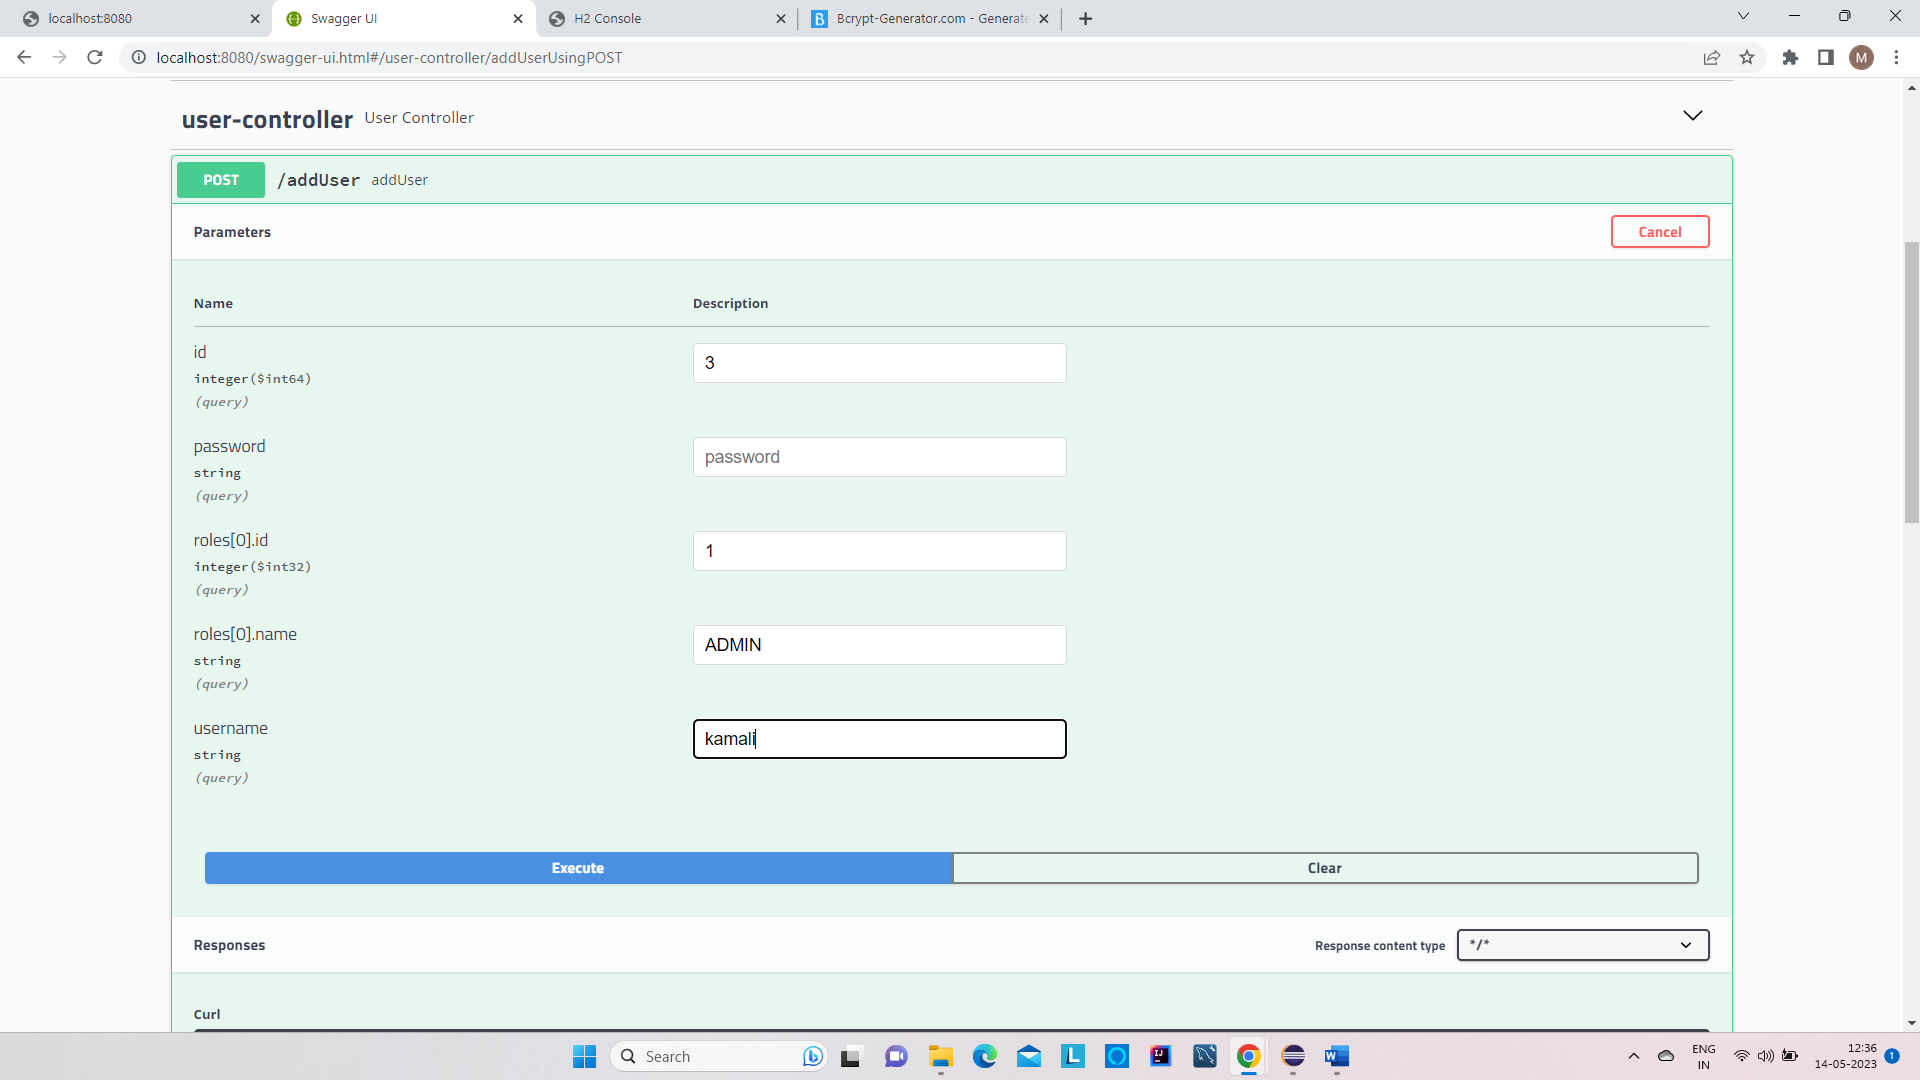 localhost:8080
Swagger UI
H2 Console
Bcrypt-Generator.com - Generate
localhost:8080/swagger-ui.html#/user-controller/addUserUsingPOST
M
user-controller User Controller
POST /addUser addUser
Parameters
Cancel
Name Description
id
3
integer($int64)
(query)
password
password
string
(query)
roles[0].id
1
integer($int32)
(query)
roles[0].name
ADMIN
string
(query)
username
kamali
string
(query)
Execute
Clear
Responses
Response content type
*/*
Curl
Search
ENG
IN
12:36
14-05-2023
1